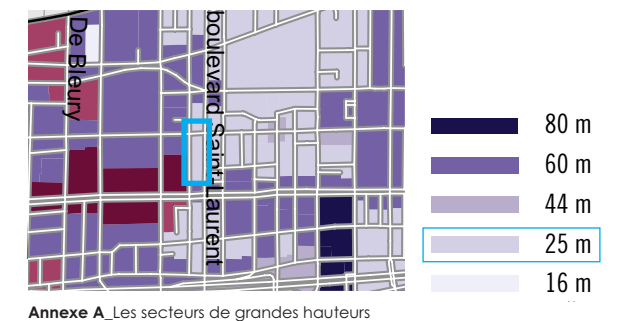 De Bleury
boulevard Saint-Laurent
80 m
60 m
44 m
25 m
16 m
Annexe A_Les secteurs de grandes hauteurs